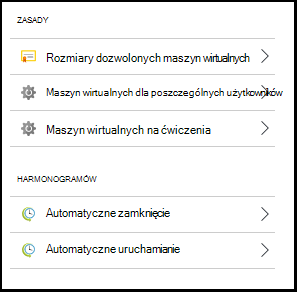 ZASADY
Rozmiary dozwolonych maszyn wirtualnych
Maszyn wirtualnych dla poszczególnych użytkowników
Maszyn wirtualnych na ćwiczenia
HARMONOGRAMÓW
Automatyczne zamknięcie
Automatyczne uruchamianie